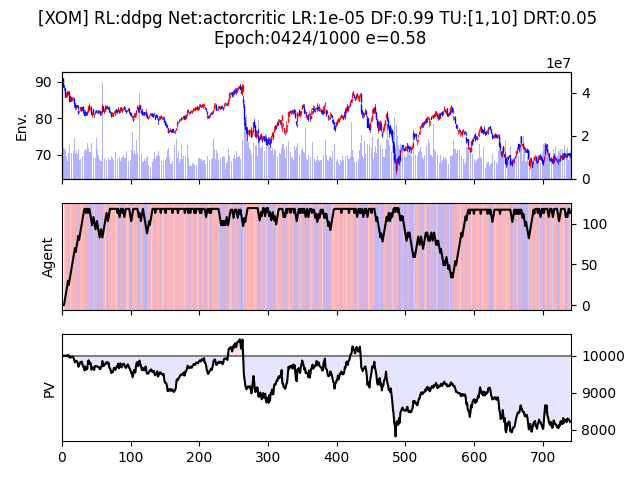 [XOM] RL:ddpg Net:actorcritic LR:1e-05 DF:0.99 TU:[1,10] DRT:0.05
Epoch:0424/1000 e=0.58
1e7
90
80
70
Env.
4
2
0
Agent
100
50
0
PV
10000
9000
8000
0 100 200 300 400 500 600 700